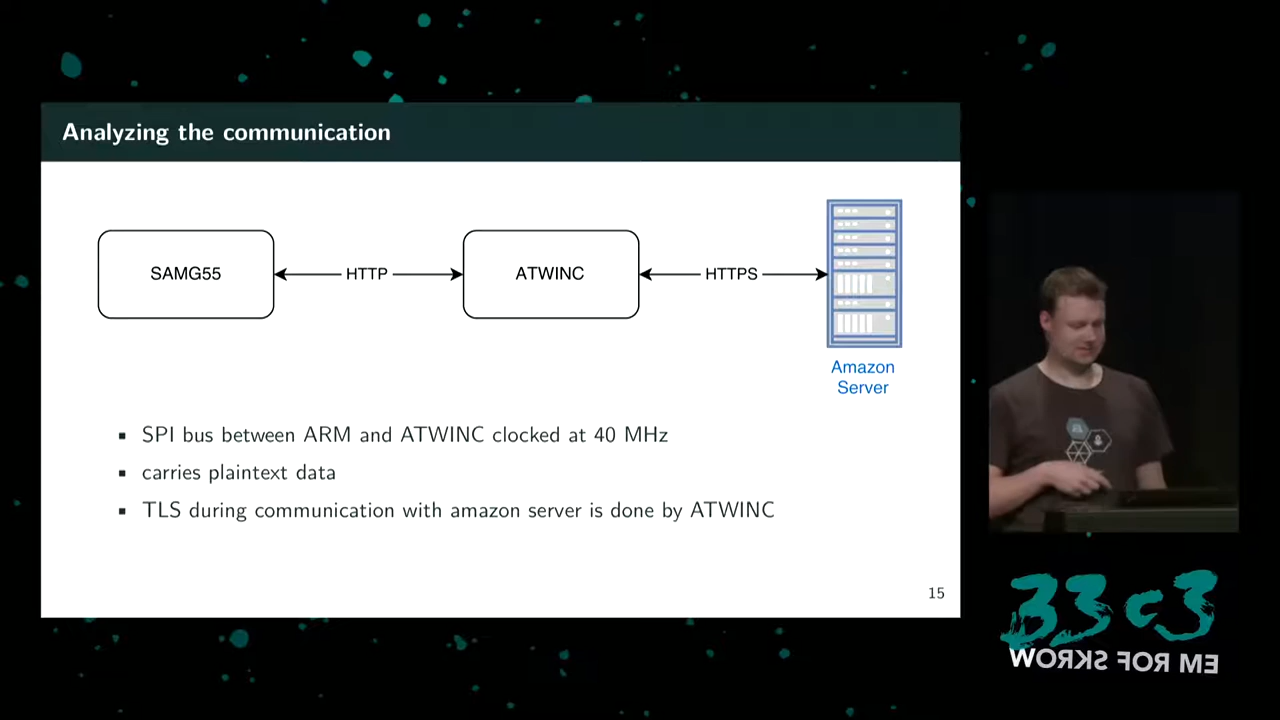 Analyzing the communication
SAMG55
HTTP
ATWINC
HTTPS
Amazon
Server
▪ SPI bus between ARM and ATWINC clocked at 40 MHz
▪ carries plaintext data
▪ TLS during communication with amazon server is done by ATWINC
15
33c3
WORKS FOR ME